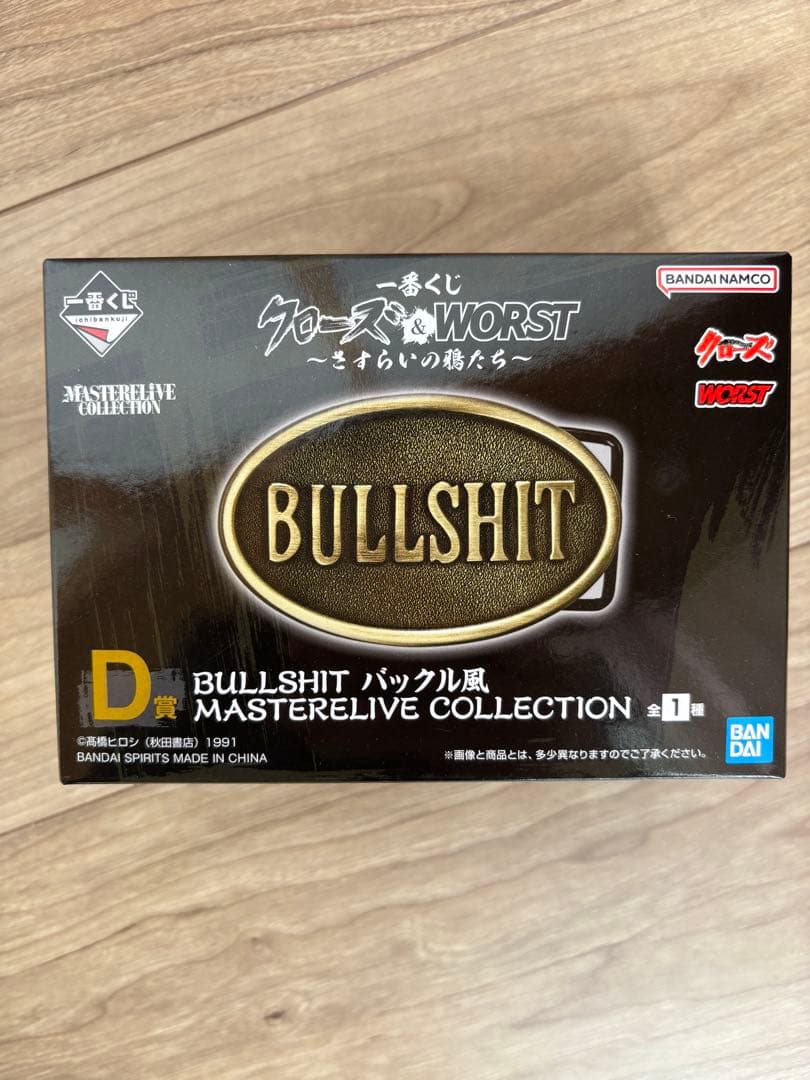 一番くじ
ichibankuji
MASTERELIVE
COLLECTION
一番くじ
クローズ&WORST
〜さすらいの鴉たち〜
BANDAI NAMCO
クローズ
WORST
BULLSHIT
D賞
BULLSHIT バックル風
MASTERELIVE COLLECTION 全1種
©髙橋ヒロシ（秋田書店）1991
BANDAI SPIRITS MADE IN CHINA
※画像と商品とは、多少異なりますのでご了承ください。
BAN
DAI